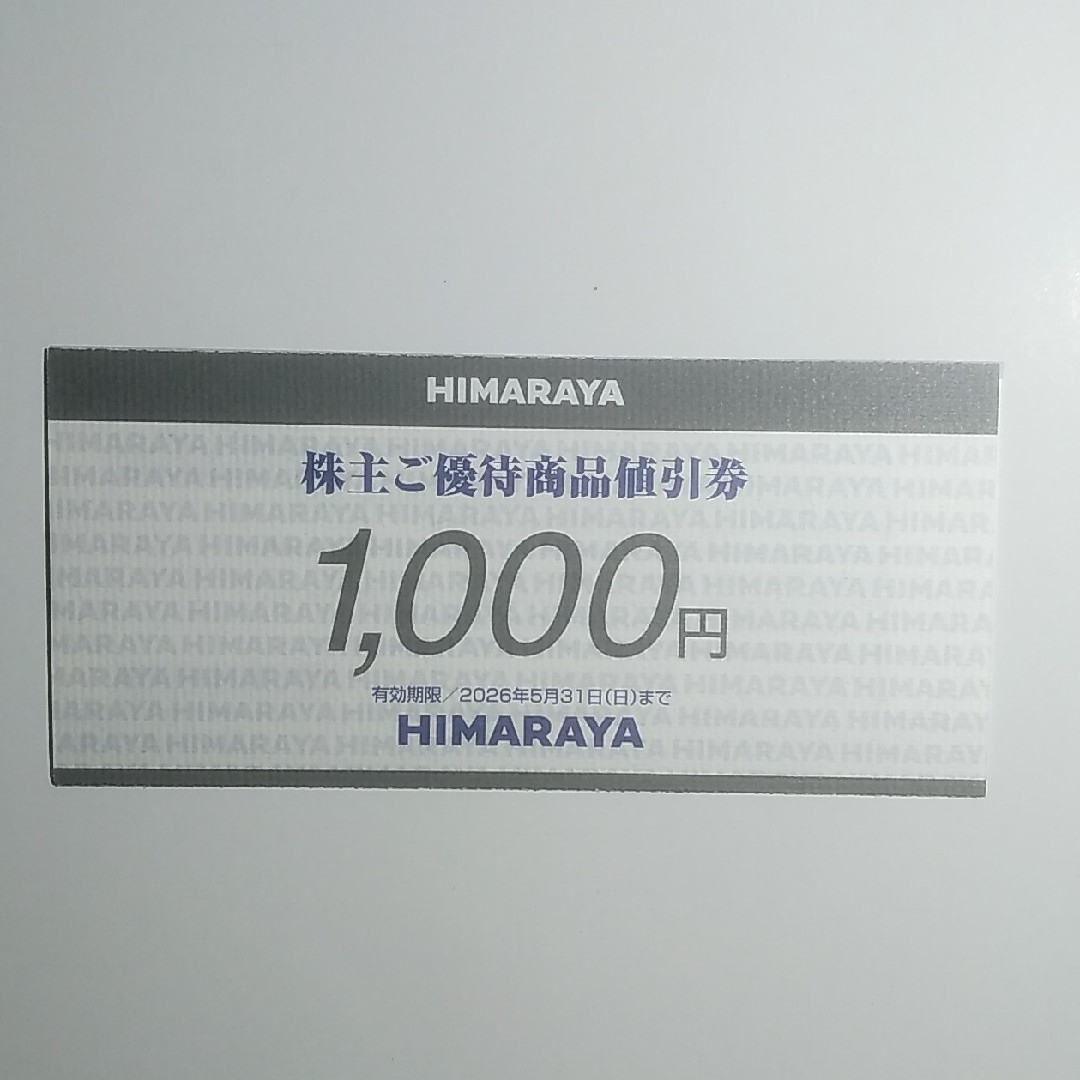 HIMARAYA
株主ご優待商品値引券
1,000円
有効期限／2026年5月31日(日)まで
HIMARAYA